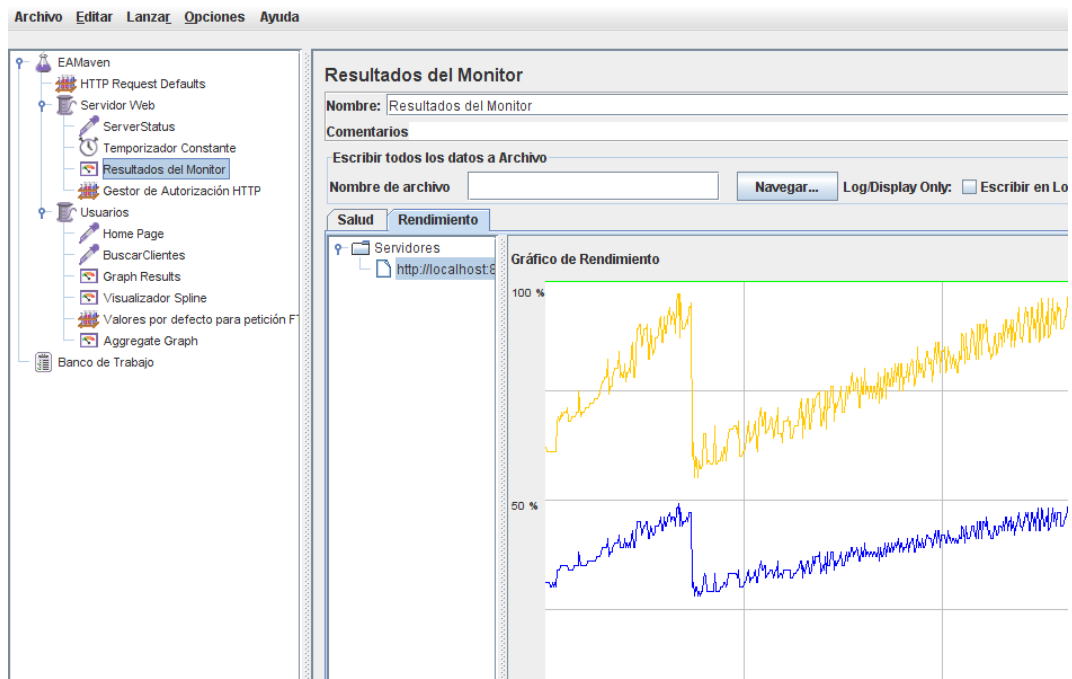 Archivo Editar Lanzar Opciones Ayuda
EAMaven
HTTP Request Defaults
Servidor Web
ServerStatus
Temporizador Constante
Resultados del Monitor
Gestor de Autorización HTTP
Usuarios
Home Page
BuscarClientes
Graph Results
Visualizador Spline
Valores por defecto para petición FT
Aggregate Graph
Banco de Trabajo
Resultados del Monitor
Nombre: Resultados del Monitor
Comentarios
Escribir todos los datos a Archivo
Nombre de archivo Navegar... Log/Display Only: Escribir en Lo
Salud Rendimiento
Servidores
http://localhost:8
Gráfico de Rendimiento
100 %
50 %